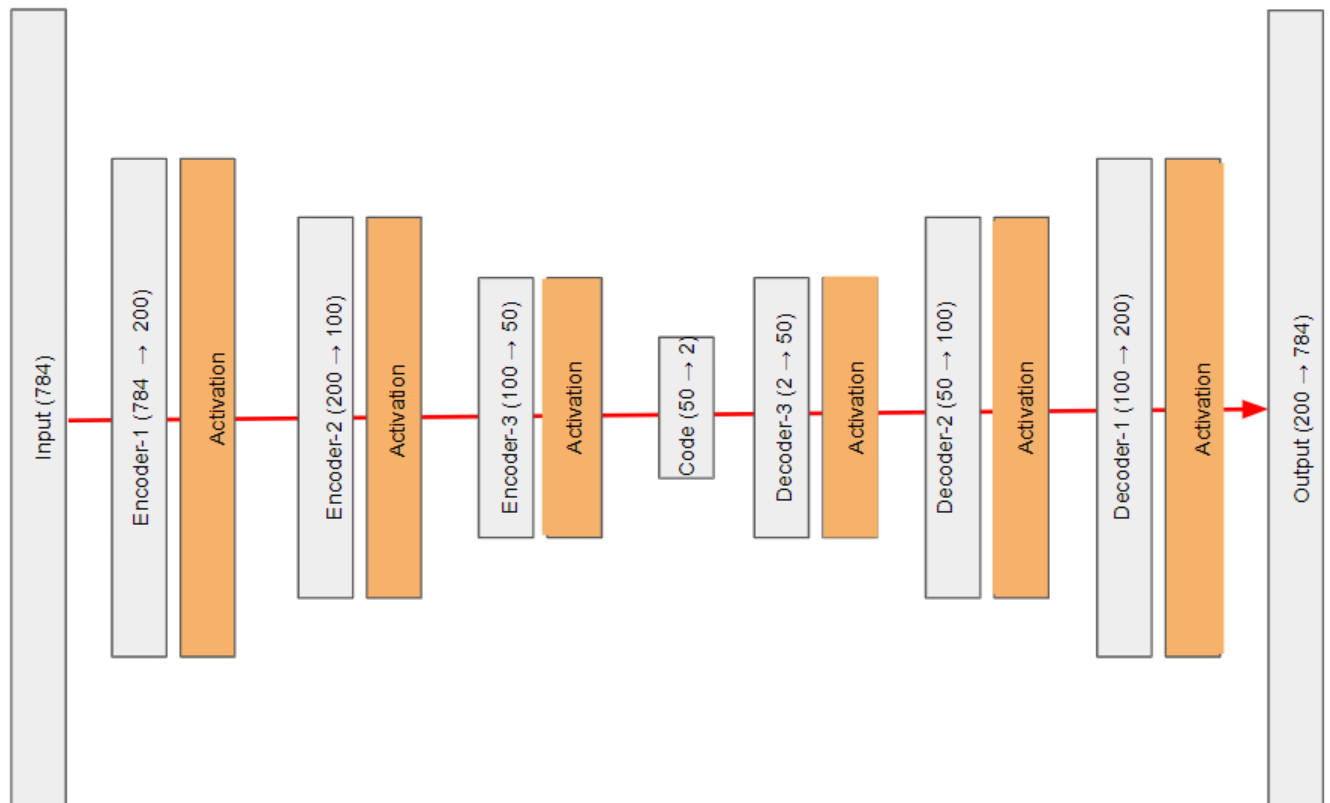 Input (784)
Encoder-1 (784 → 200)
Activation
Encoder-2 (200 → 100)
Activation
Encoder-3 (100 → 50)
Activation
Code (50 → 2)
Decoder-3 (2 → 50)
Activation
Decoder-2 (50 → 100)
Activation
Decoder-1 (100 → 200)
Activation
Output (200 → 784)